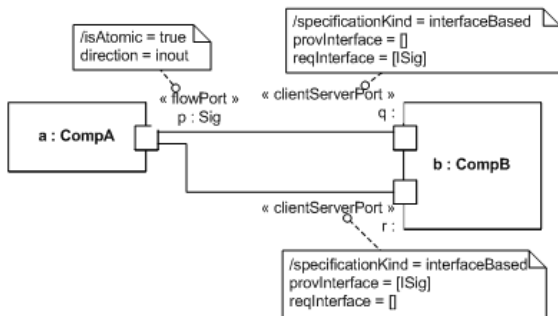 /isAtomic = true
direction = inout
/specificationKind = interfaceBased
provInterface = []
reqInterface = [ISig]
« flowPort »
p : Sig
« clientServerPort »
q :
a : CompA
b : CompB
« clientServerPort »
r :
/specificationKind = interfaceBased
provInterface = [ISig]
reqInterface = []